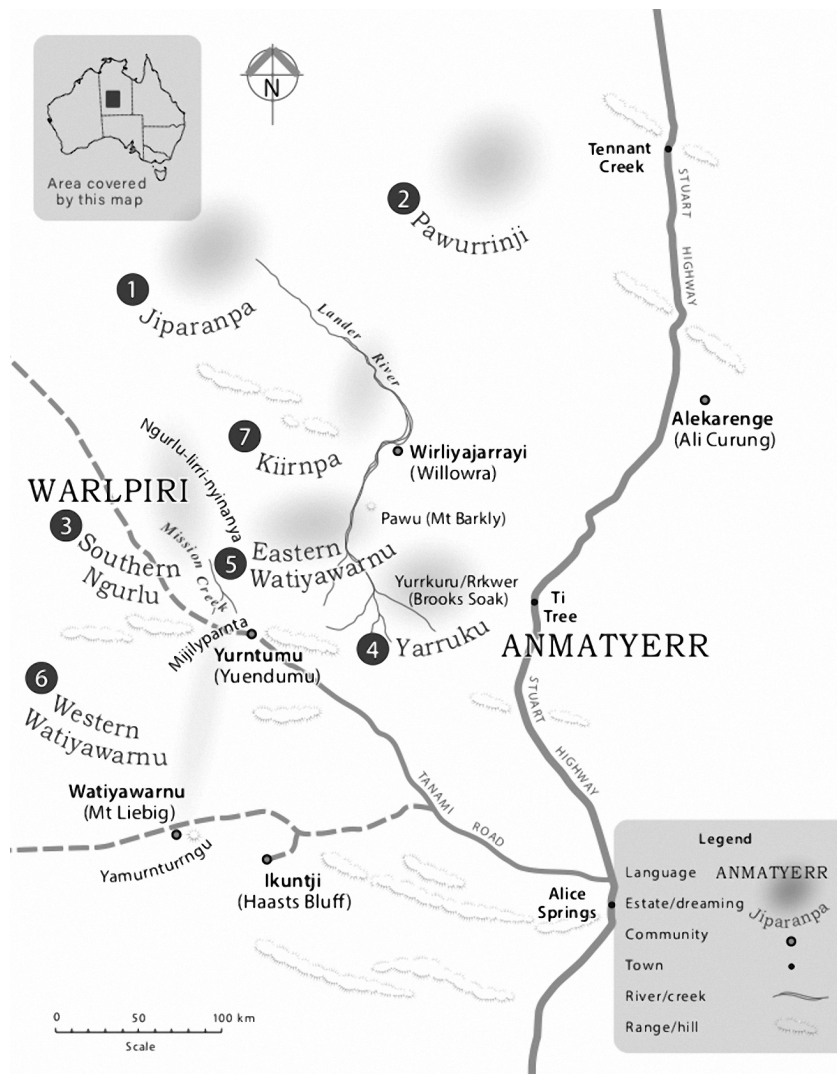 Area covered
by this map
N
Tennant
Creek
STUART HIGHWAY
2
Pawurrinji
1
Jiparanpa
Lander River
Alekarenge
(Ali Curung)
7
Kiirnpa
Ngurlu-lirri-nyinanya
Wirliyajarrayi
(Willowra)
WARLPIRI
Pawu (Mt Barkly)
3
Southern
Ngurlu
Mission Creek
5
Eastern
Watiyawarnu
Yurrkuru/Rrkwer
(Brooks Soak)
Ti
Tree
Mijilyparnta
Yurntumu
(Yuendumu)
4
Yarruku
ANMATYERR
6
Western
Watiyawarnu
STUART HIGHWAY
Watiyawarnu
(Mt Liebig)
TANAMI ROAD
Yamurnturrngu
Ikuntji
(Haasts Bluff)
Alice
Springs
Legend
Language ANMATYERR
Estate/dreaming Jiparanpa
Community
Town
River/creek
Range/hill
0 50 100 km
Scale